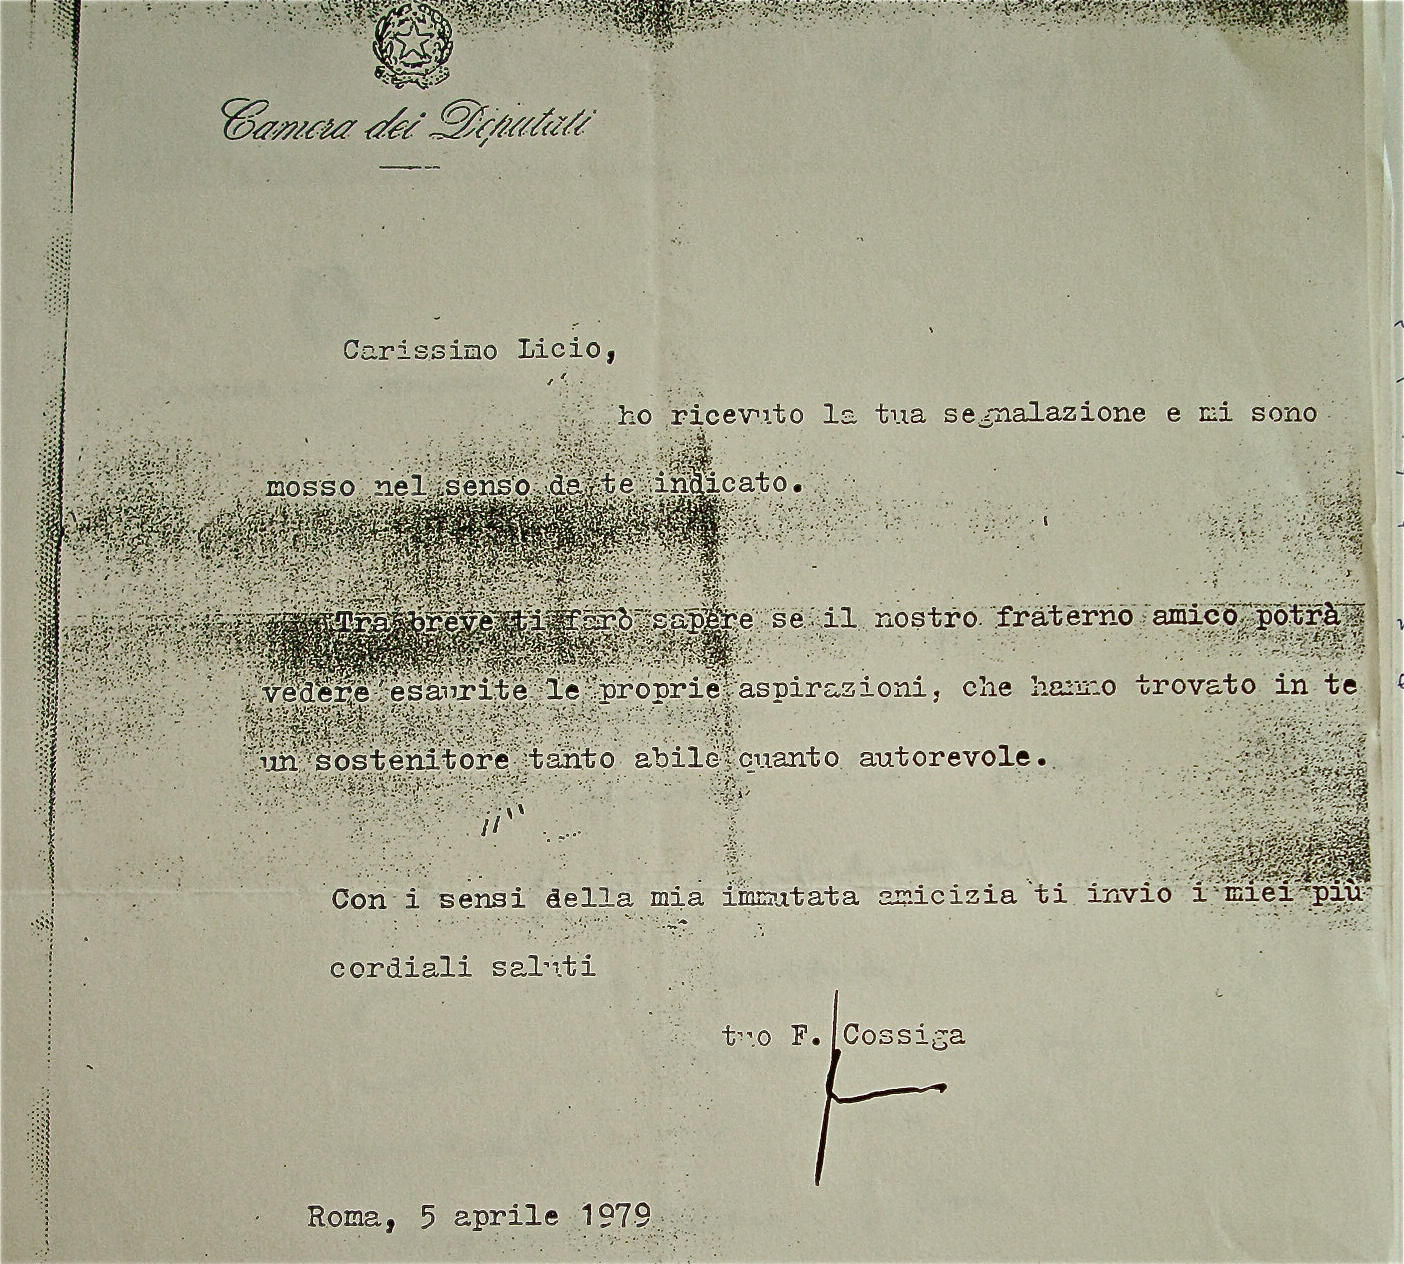 Camera dei Deputati
Carissimo Licio,
ho ricevuto la tua segnalazione e mi sono
mosso nel senso da te indicato.
Tra breve ti farò sapere se il nostro fraterno amico potrà
vedere esaurite le proprie aspirazioni, che hanno trovato in te
un sostenitore tanto abile quanto autorevole.
Con i sensi della mia immutata amicizia ti invio i miei più
cordiali saluti
tuo F. Cossiga
Roma, 5 aprile 1979